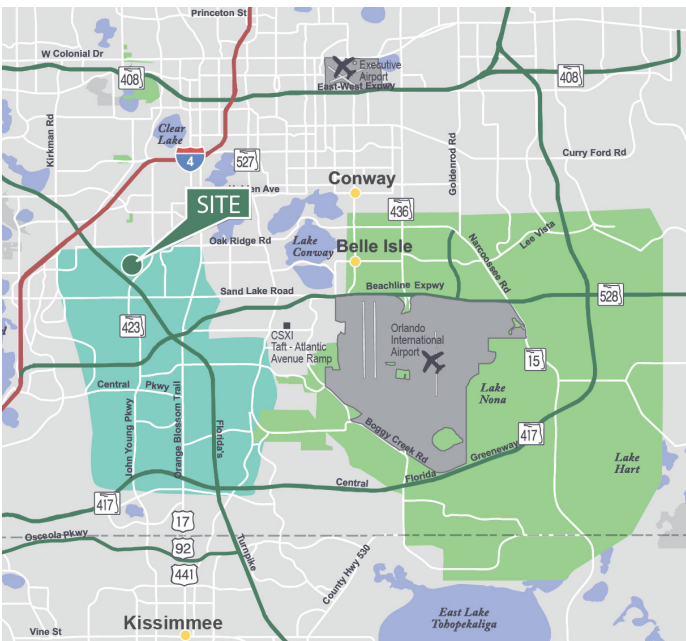 Princeton St
W Colonial Dr
408
Executive
Airport
East-West Expwy
408
Kirkman Rd
Clear
Lake
4
527
Goldenrod Rd
Curry Ford Rd
Conway
SITE
436
Oak Ridge Rd
Lake
Conway
Belle Isle
Narcoossee Rd
Lee Vista
Sand Lake Road
Beachline Expwy
528
423
CSXI
Taft - Atlantic
Avenue Ramp
Orlando
International
Airport
15
Central Pkwy
Lake
Nona
John Young Pkwy
Orange Blossom Trail
Florida's
Boggy Creek Rd
417
Lake
Hart
Central Florida Greeneway
417
17
Osceola Pkwy
92
Turnpike
441
County Hwy 530
East Lake
Tohopekaliga
Kissimmee
Vine St